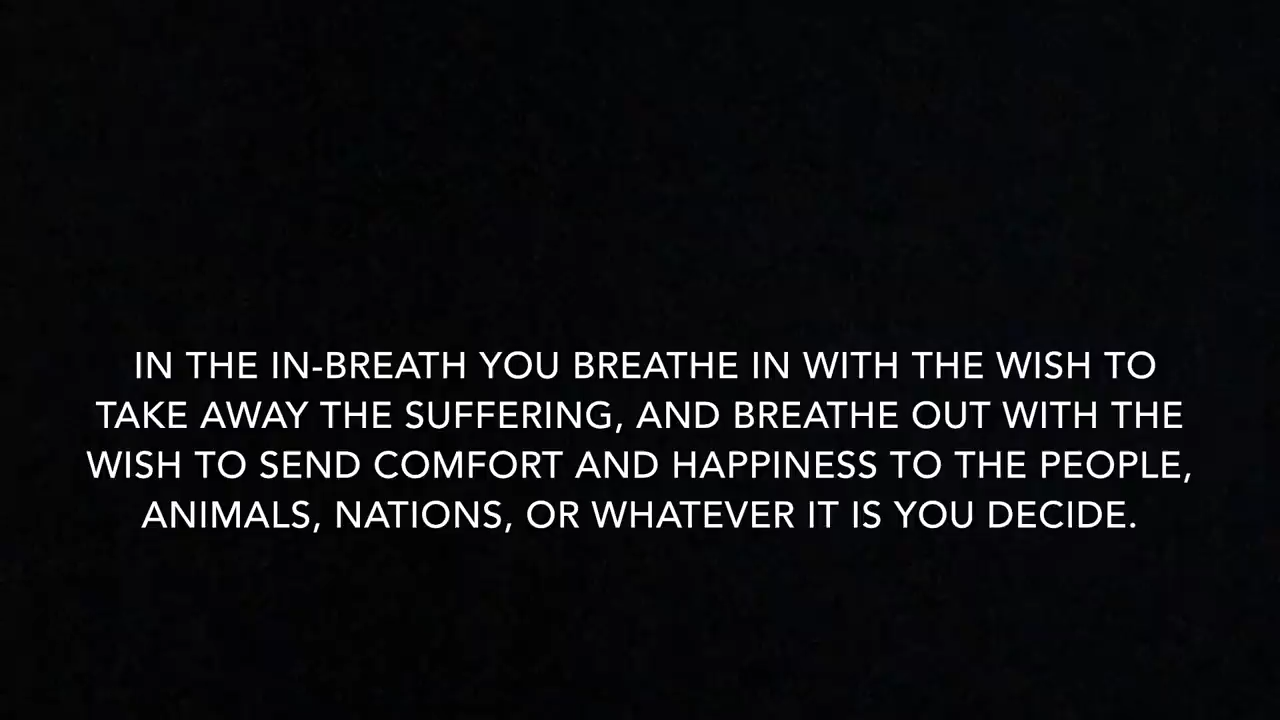 IN THE IN-BREATH YOU BREATHE IN WITH THE WISH TO
TAKE AWAY THE SUFFERING, AND BREATHE OUT WITH THE
WISH TO SEND COMFORT AND HAPPINESS TO THE PEOPLE,
ANIMALS, NATIONS, OR WHATEVER IT IS YOU DECIDE.